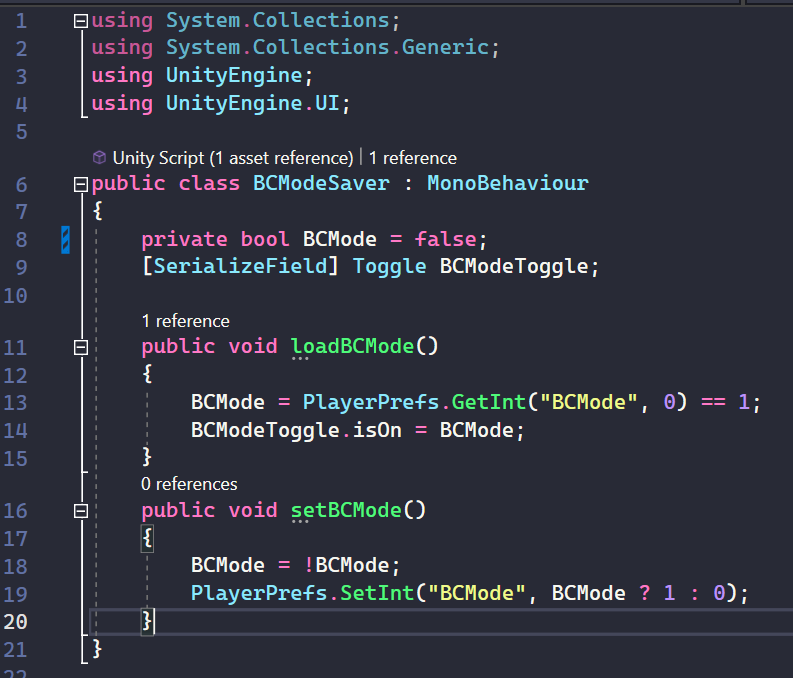 1 using System.Collections;
2 using System.Collections.Generic;
3 using UnityEngine;
4 using UnityEngine.UI;
5
Unity Script (1 asset reference) | 1 reference
6 public class BCModeSaver : MonoBehaviour
7 {
8 private bool BCMode = false;
9 [SerializeField] Toggle BCModeToggle;
10
1 reference
11 public void loadBCMode()
12 {
13 BCMode = PlayerPrefs.GetInt("BCMode", 0) == 1;
14 BCModeToggle.isOn = BCMode;
15 }
0 references
16 public void setBCMode()
17 {
18 BCMode = !BCMode;
19 PlayerPrefs.SetInt("BCMode", BCMode ? 1 : 0);
20 }
21 }
22